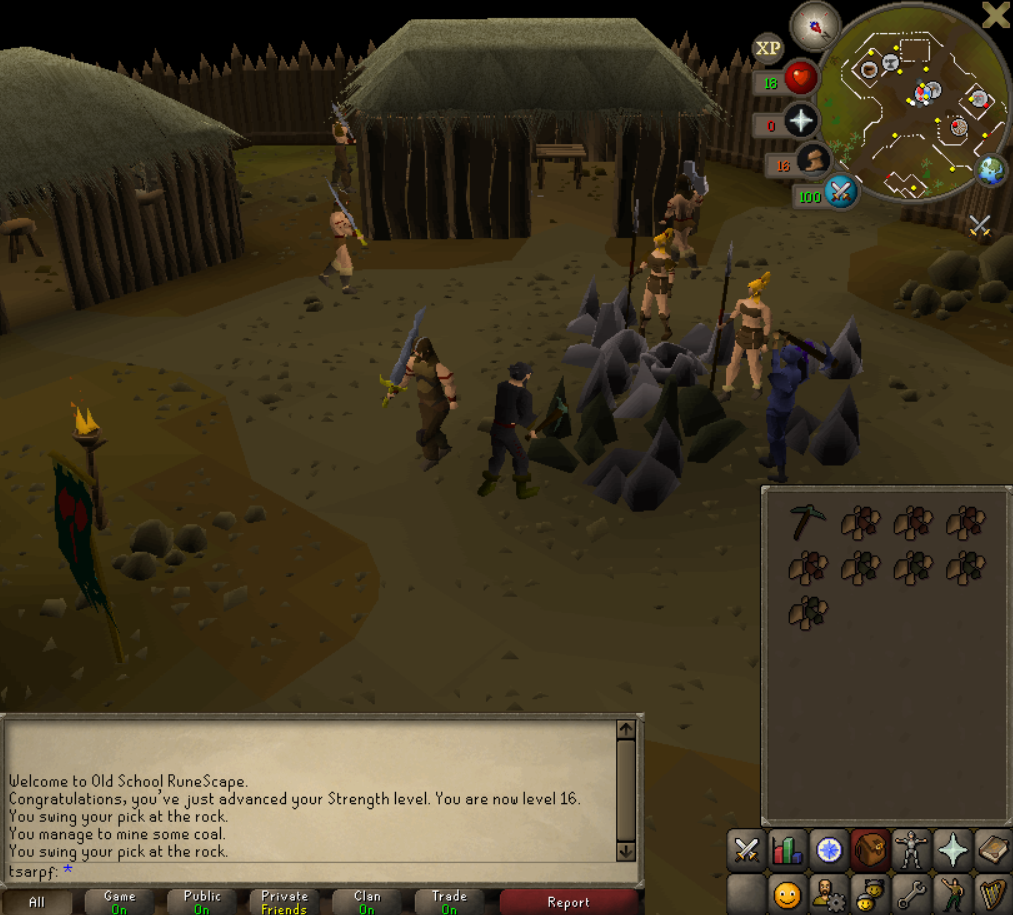 XP
18
0
16
100
Welcome to Old School RuneScape.
Congratulations, you've just advanced your Strength level. You are now level 16.
You swing your pick at the rock.
You manage to mine some coal.
You swing your pick at the rock.
tsarpf: *
All
Game
On
Public
On
Private
Friends
Clan
On
Trade
On
Report